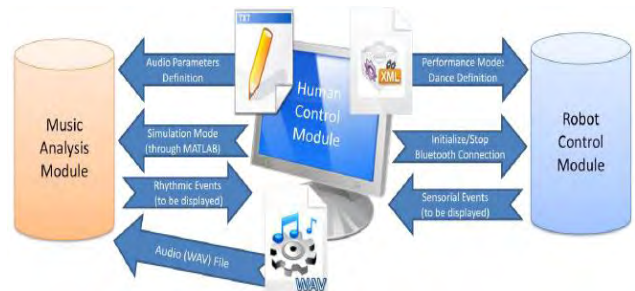 TXT
Audio Parameters
Definition
XML
Performance Mode:
Dance Definition
Human
Control
Module
Music
Analysis
Module
Simulation Mode
(through MATLAB)
Initialize/Stop
Bluetooth Connection
Robot
Control
Module
Rhythmic Events
(to be displayed)
Sensorial Events
(to be displayed)
Audio (WAV) File
WAV